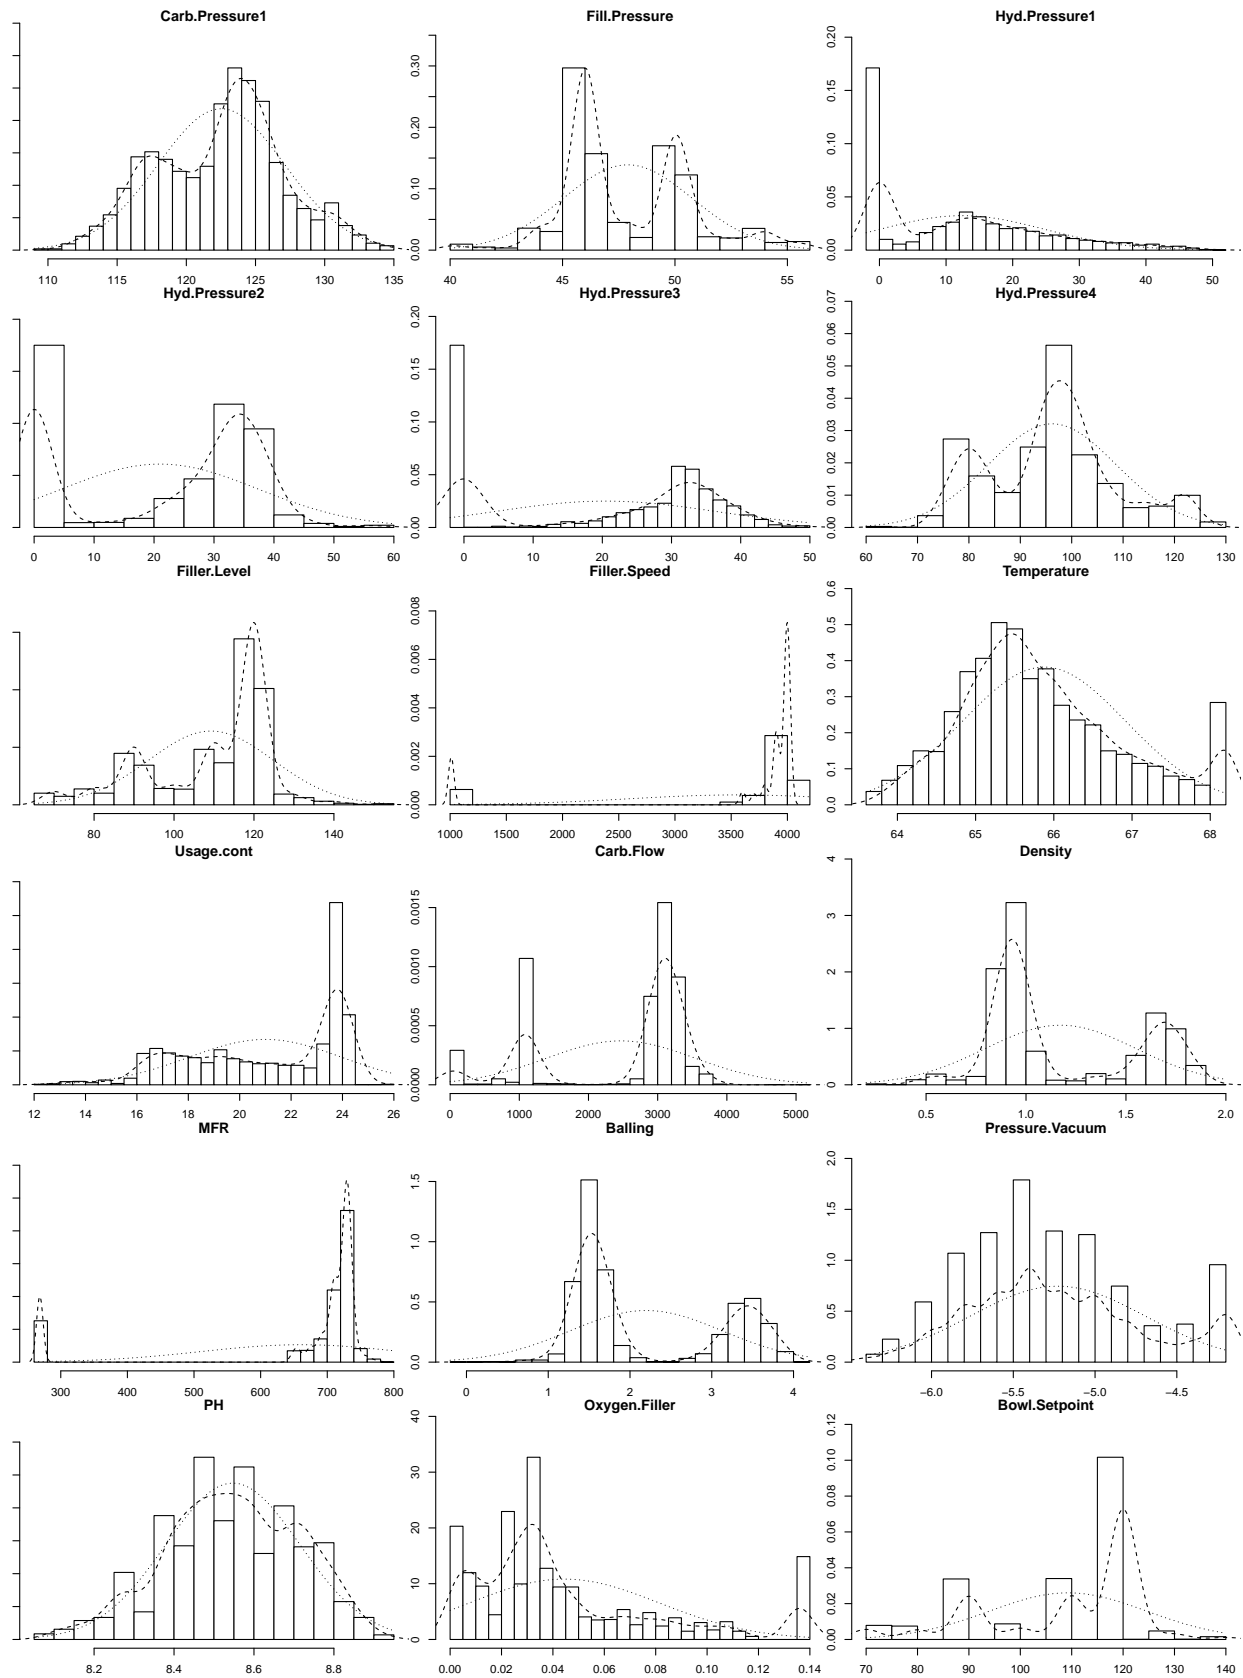 Carb.Pressure1 Fill.Pressure Hyd.Pressure1
0.00 0.10 0.20 0.30
0.00 0.05 0.10 0.15 0.20
110 115 120 125 130 135
40 45 50 55
0 10 20 30 40 50
Hyd.Pressure2 Hyd.Pressure3 Hyd.Pressure4
0.00 0.05 0.10 0.15 0.20
0.00 0.01 0.02 0.03 0.04 0.05 0.06 0.07
0 10 20 30 40 50 60
0 10 20 30 40 50
60 70 80 90 100 110 120 130
Filler.Level Filler.Speed Temperature
0.000 0.002 0.004 0.006 0.008
0.0 0.1 0.2 0.3 0.4 0.5 0.6
80 100 120 140
1000 1500 2000 2500 3000 3500 4000
64 65 66 67 68
Usage.cont Carb.Flow Density
0.0000 0.0005 0.0010 0.0015
0 1 2 3 4
12 14 16 18 20 22 24 26
0 1000 2000 3000 4000 5000
0.5 1.0 1.5 2.0
MFR Balling Pressure.Vacuum
0.0 0.5 1.0 1.5
0.0 0.5 1.0 1.5 2.0
300 400 500 600 700 800
0 1 2 3 4
−6.0 −5.5 −5.0 −4.5
PH Oxygen.Filler Bowl.Setpoint
0 10 20 30 40
0.00 0.02 0.04 0.06 0.08 0.10 0.12
8.2 8.4 8.6 8.8
0.00 0.02 0.04 0.06 0.08 0.10 0.12 0.14
70 80 90 100 110 120 130 140